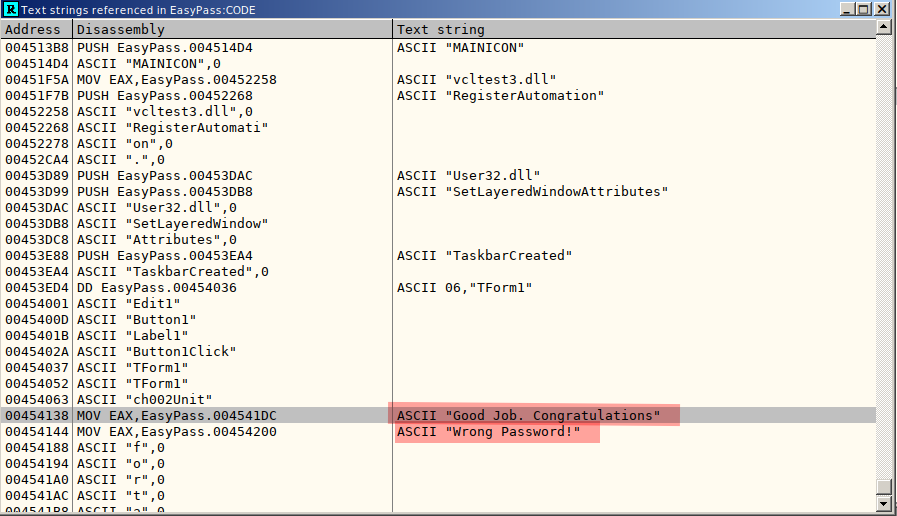 Text strings referenced in EasyPass:CODE
Address Disassembly Text string
004513B8 PUSH EasyPass.004514D4 ASCII "MAINICON"
004514D4 ASCII "MAINICON",0
00451F5A MOV EAX,EasyPass.00452258 ASCII "vcltest3.dll"
00451F7B PUSH EasyPass.00452268 ASCII "RegisterAutomation"
00452258 ASCII "vcltest3.dll",0
00452268 ASCII "RegisterAutomati"
00452278 ASCII "on",0
00452CA4 ASCII ".",0
00453D89 PUSH EasyPass.00453DAC ASCII "User32.dll"
00453D99 PUSH EasyPass.00453DB8 ASCII "SetLayeredWindowAttributes"
00453DAC ASCII "User32.dll",0
00453DB8 ASCII "SetLayeredWindow"
00453DC8 ASCII "Attributes",0
00453E88 PUSH EasyPass.00453EA4 ASCII "TaskbarCreated"
00453EA4 ASCII "TaskbarCreated",0
00453ED4 DD EasyPass.00454036 ASCII 06,"TForm1"
00454001 ASCII "Edit1"
0045400D ASCII "Button1"
0045401B ASCII "Label1"
0045402A ASCII "Button1Click"
00454037 ASCII "TForm1"
00454052 ASCII "TForm1"
00454063 ASCII "ch002Unit"
00454138 MOV EAX,EasyPass.004541DC ASCII "Good Job. Congratulations"
00454144 MOV EAX,EasyPass.00454200 ASCII "Wrong Password!"
00454188 ASCII "f",0
00454194 ASCII "o",0
004541A0 ASCII "r",0
004541AC ASCII "t",0
004541B8 ASCII "a",0